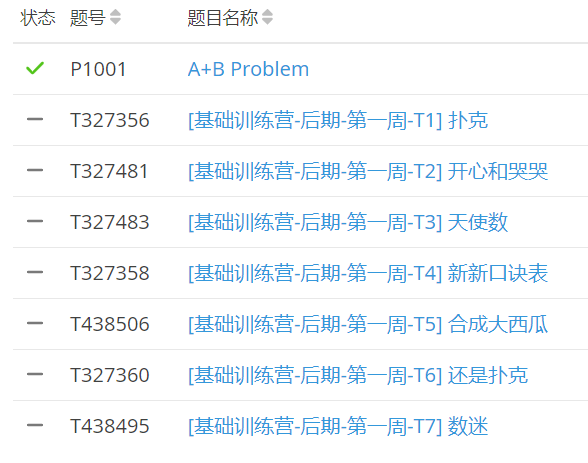 状态 题号 题目名称
P1001 A+B Problem
T327356 [基础训练营-后期-第一周-T1] 扑克
T327481 [基础训练营-后期-第一周-T2] 开心和哭哭
T327483 [基础训练营-后期-第一周-T3] 天使数
T327358 [基础训练营-后期-第一周-T4] 新新口诀表
T438506 [基础训练营-后期-第一周-T5] 合成大西瓜
T327360 [基础训练营-后期-第一周-T6] 还是扑克
T438495 [基础训练营-后期-第一周-T7] 数迷